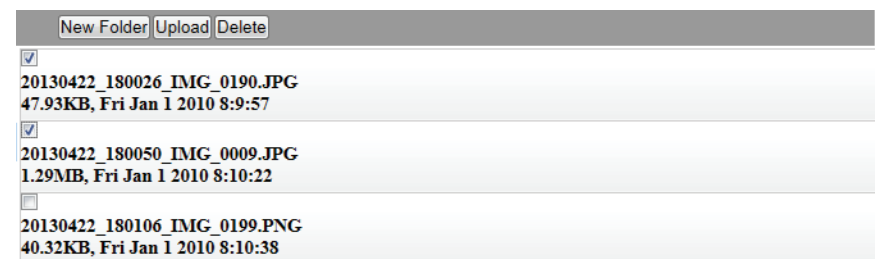 New Folder Upload Delete
20130422_180026_IMG_0190.JPG
47.93KB, Fri Jan 1 2010 8:9:57
20130422_180050_IMG_0009.JPG
1.29MB, Fri Jan 1 2010 8:10:22
20130422_180106_IMG_0199.PNG
40.32KB, Fri Jan 1 2010 8:10:38